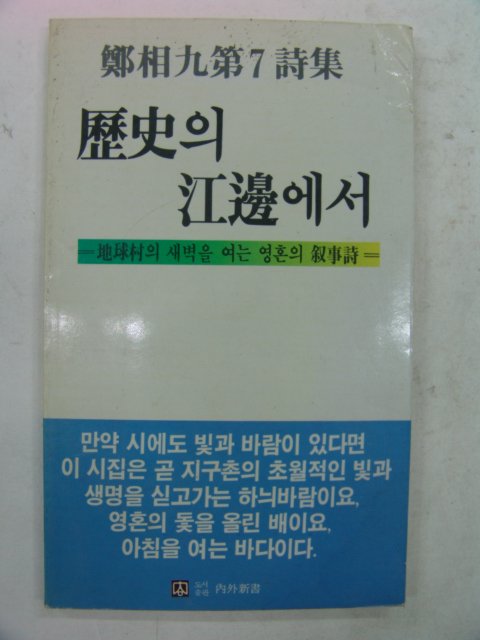 鄭相九第7詩集
歷史의
江邊에서
=地球村의 새벽을 여는 영혼의 叙事詩=
만약 시에도 빛과 바람이 있다면
이 시집은 곧 지구촌의 초월적인 빛과
생명을 싣고가는 하늬바람이요,
영혼의 돛을 올린 배이요,
아침을 여는 바다이다.
도서
출판 內外新書